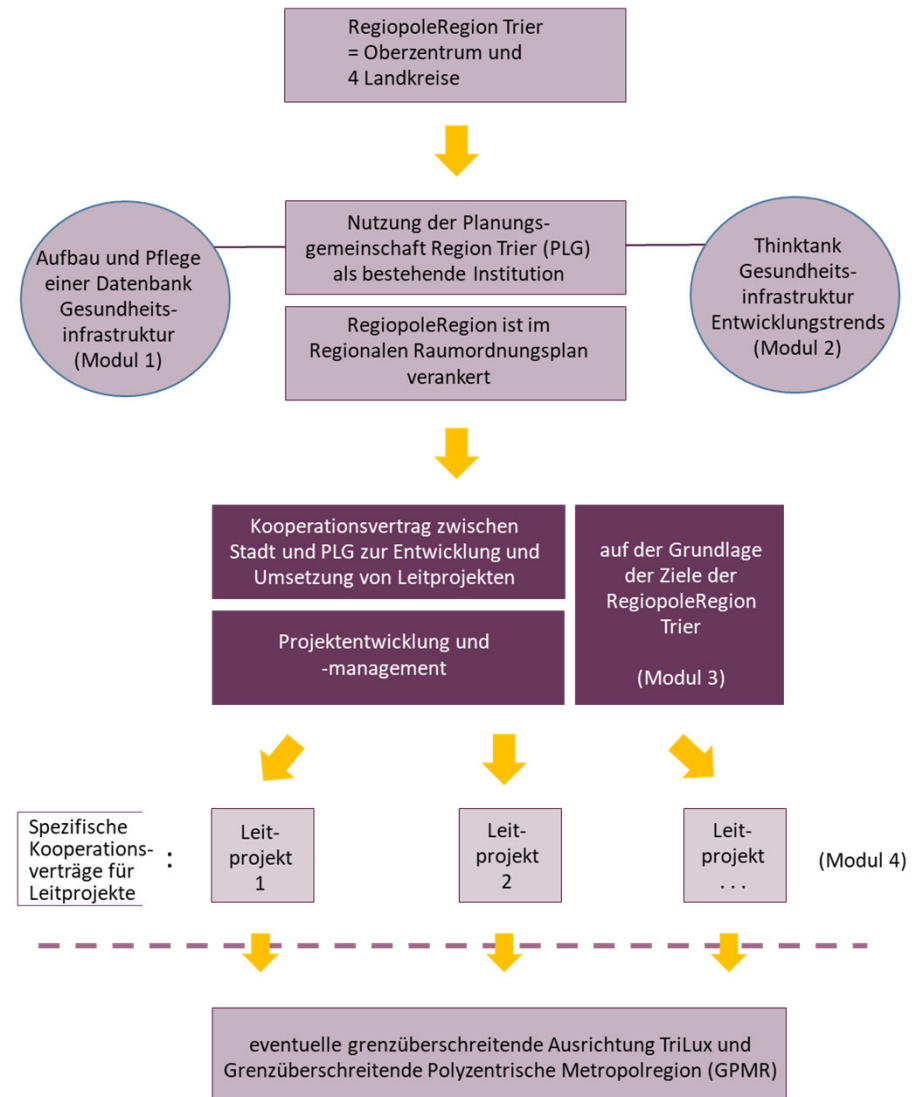 RegiopoleRegion Trier
= Oberzentrum und
4 Landkreise
Aufbau und Pflege
einer Datenbank
Gesundheits-
infrastruktur
(Modul 1)
Nutzung der Planungs-
gemeinschaft Region Trier (PLG)
als bestehende Institution
RegiopoleRegion ist im
Regionalen Raumordnungsplan
verankert
Thinktank
Gesundheits-
infrastruktur
Entwicklungstrends
(Modul 2)
Kooperationsvertrag zwischen
Stadt und PLG zur Entwicklung und
Umsetzung von Leitprojekten
Projektentwicklung und
-management
auf der Grundlage
der Ziele der
RegiopoleRegion
Trier
(Modul 3)
Spezifische
Kooperations-
verträge für
Leitprojekte
:
Leit-
projekt
1
Leit-
projekt
2
Leit-
projekt
. . .
(Modul 4)
eventuelle grenzüberschreitende Ausrichtung TriLux und
Grenzüberschreitende Polyzentrische Metropolregion (GPMR)